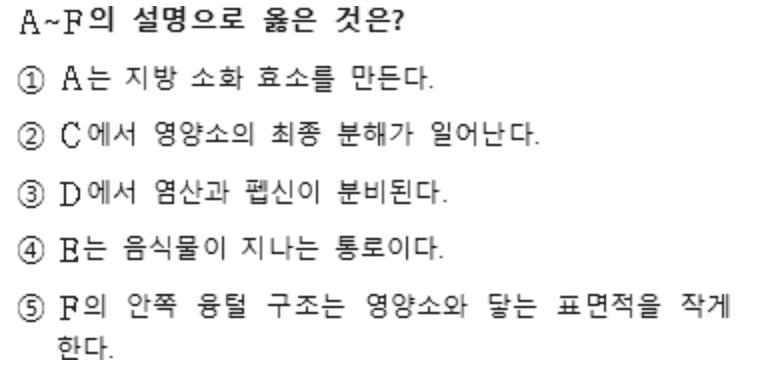 A~F의 설명으로 옳은 것은?
① A는 지방 소화 효소를 만든다.
② C에서 영양소의 최종 분해가 일어난다.
③ D에서 염산과 펩신이 분비된다.
④ E는 음식물이 지나는 통로이다.
⑤ F의 안쪽 융털 구조는 영양소와 닿는 표면적을 작게
한다.